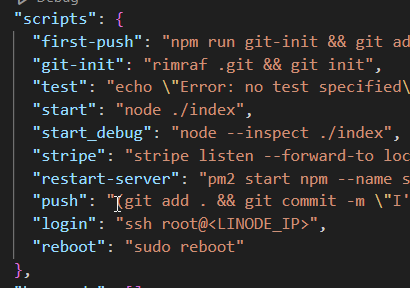 "scripts": {
"first-push": "npm run git-init && git ad
"git-init": "rimraf .git && git init",
"test": "echo \"Error: no test specified\
"start": "node ./index",
"start_debug": "node --inspect ./index",
"stripe": "stripe listen --forward-to loc
"restart-server": "pm2 start npm --name s
"push": "(git add . && git commit -m \"I'
"login": "ssh root@<LINODE_IP>",
"reboot": "sudo reboot"
},